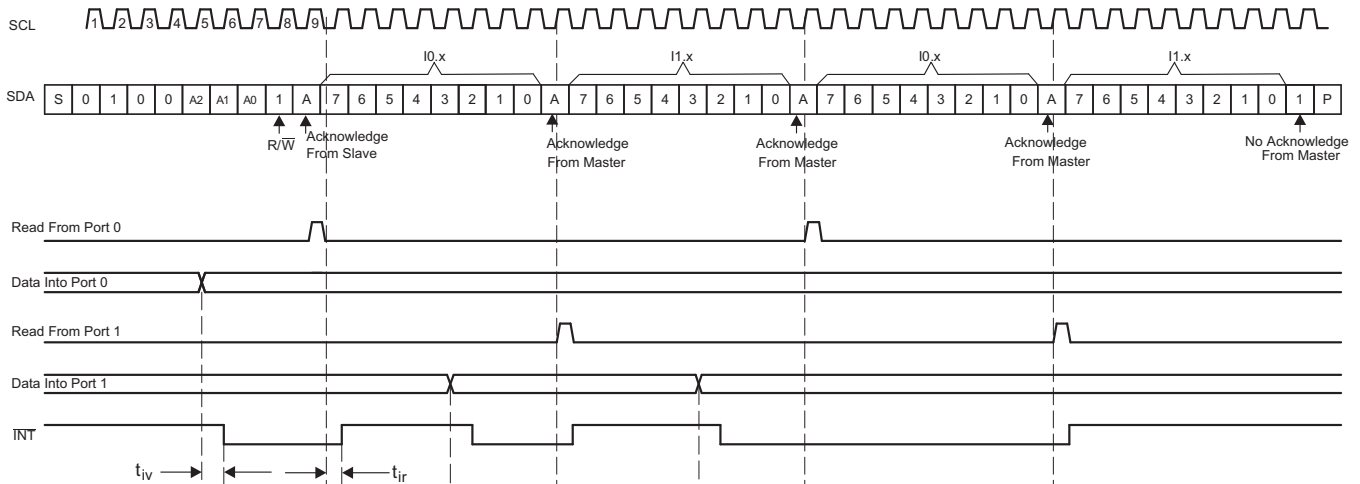 SCL 1 2 3 4 5 6 7 8 9
I0.x I1.x I0.x I1.x
SDA S 0 1 0 0 A2 A1 A0 1 A 7 6 5 4 3 2 1 0 A 7 6 5 4 3 2 1 0 A 7 6 5 4 3 2 1 0 A 7 6 5 4 3 2 1 0 1 P
R/W
Acknowledge
From Slave
Acknowledge
From Master
Acknowledge
From Master
Acknowledge
From Master
No Acknowledge
From Master
Read From Port 0
Data Into Port 0
Read From Port 1
Data Into Port 1
INT
tiv
tir